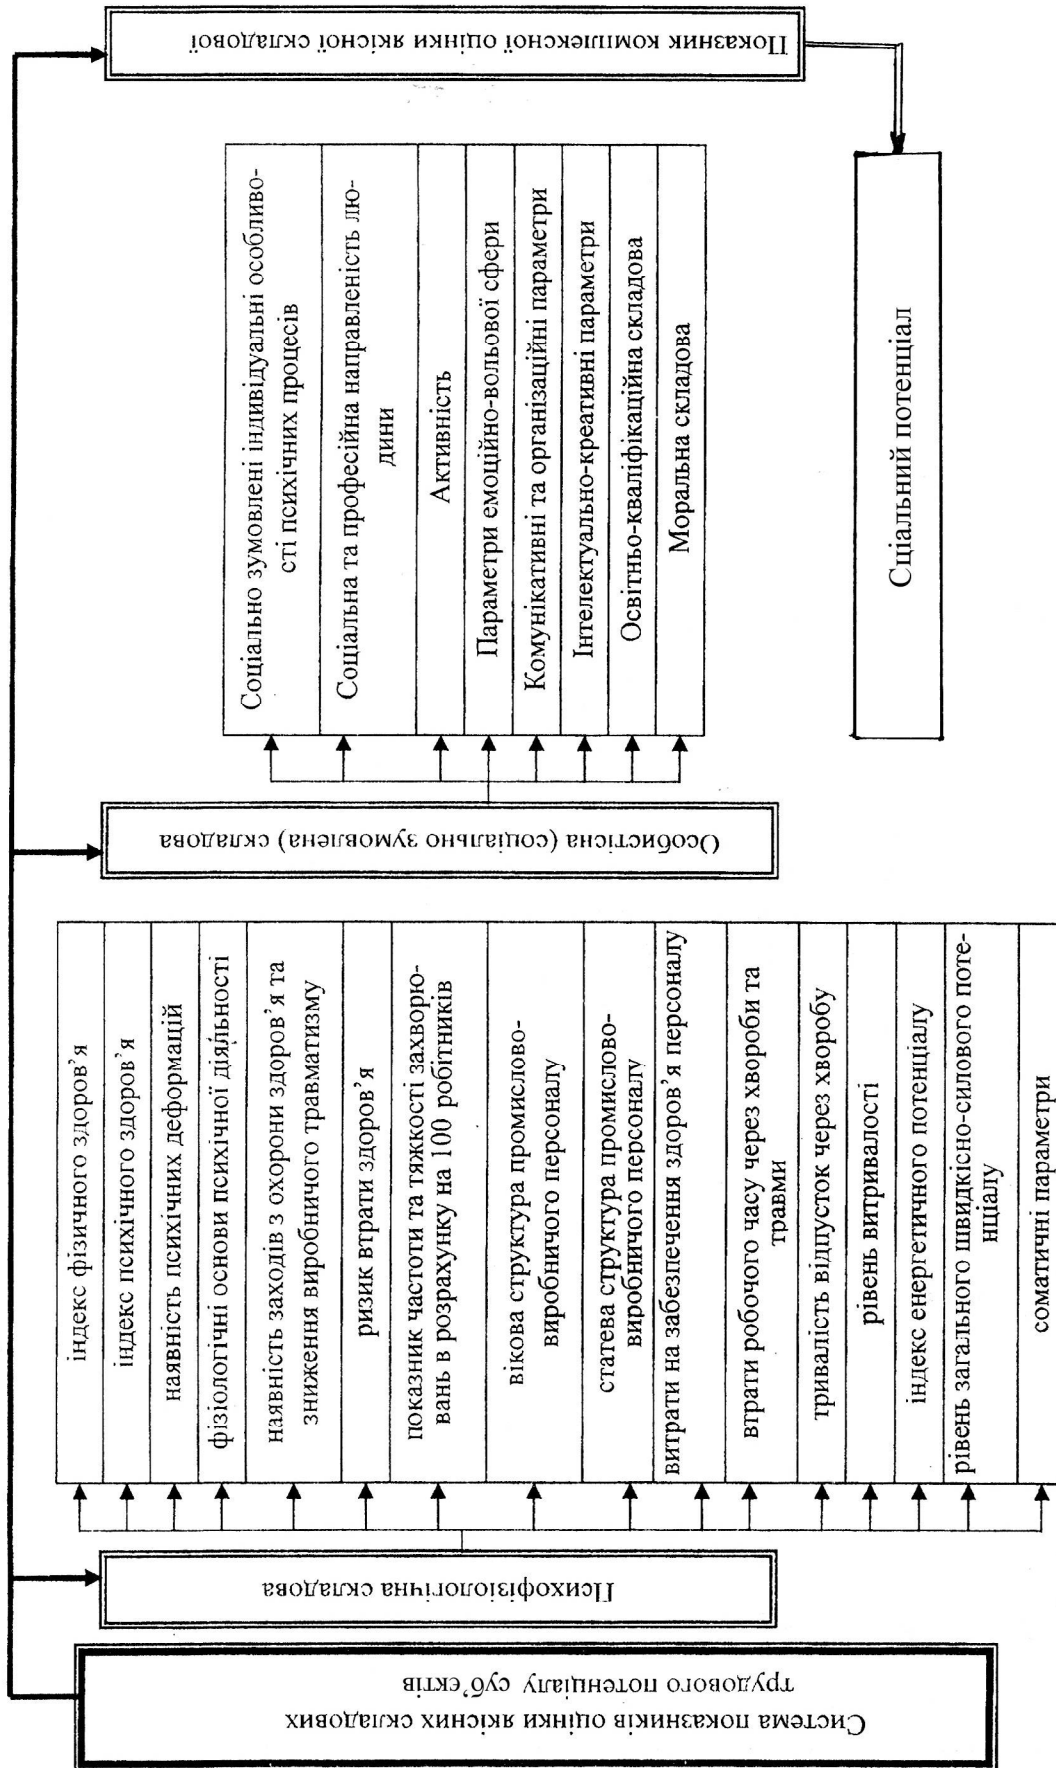 Система показників оцінки якісних складових
трудового потенціалу суб’єктів
Психофізіологічна складова
індекс фізичного здоров’я
індекс психічного здоров’я
наявність психічних деформацій
фізіологічні основи психічної діяльності
наявність заходів з охорони здоров’я та
зниження виробничого травматизму
ризик втрати здоров’я
показник частоти та тяжкості захворю-
вань в розрахунку на 100 робітників
вікова структура промислово-
виробничого персоналу
статева структура промислово-
виробничого персоналу
витрати на забезпечення здоров’я персоналу
втрати робочого часу через хвороби та
травми
тривалість відпусток через хворобу
рівень витривалості
індекс енергетичного потенціалу
рівень загального швидкісно-силового поте-
нціалу
соматичні параметри
Особистісна (соціально зумовлена) складова
Соціально зумовлені індивідуальні особливо-
сті психічних процесів
Соціальна та професійна направленість лю-
дини
Активність
Параметри емоційно-вольової сфери
Комунікативні та організаційні параметри
Інтелектуально-креативні параметри
Освітньо-кваліфікаційна складова
Моральна складова
Показник комплексної оцінки якісної складової
Сціальний потенціал